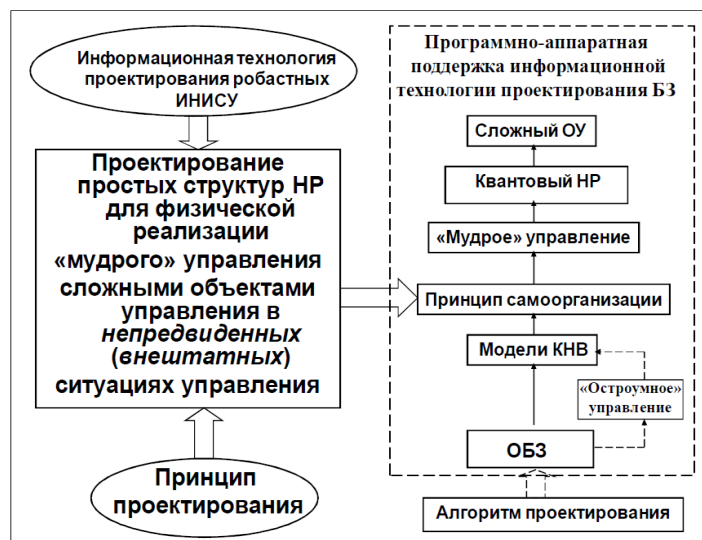 Информационная технология
проектирования робастных
ИНИСУ
Проектирование
простых структур НР
для физической
реализации
«мудрого» управления
сложными объектами
управления в
непредвиденных
(внештатных)
ситуациях управления
Принцип
проектирования
Программно-аппаратная
поддержка информационной
технологии проектирования БЗ
Сложный ОУ
Квантовый НР
«Мудрое» управление
Принцип самоорганизации
Модели КНВ
«Остроумное»
управление
ОБЗ
Алгоритм проектирования